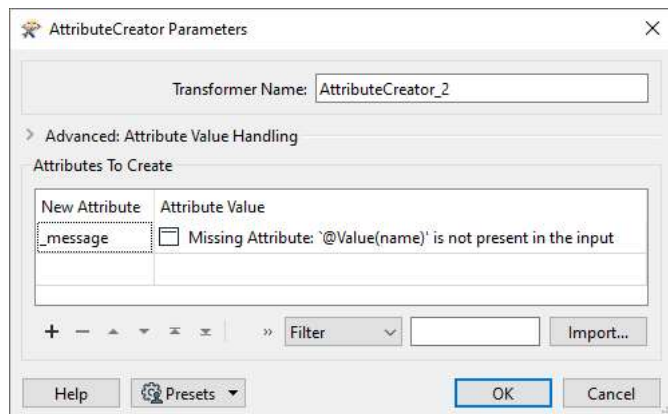 AttributeCreator Parameters
Transformer Name: AttributeCreator_2
Advanced: Attribute Value Handling
Attributes To Create
New Attribute Attribute Value
_message Missing Attribute: `@Value(name)' is not present in the input
» Filter Import...
Help Presets OK Cancel